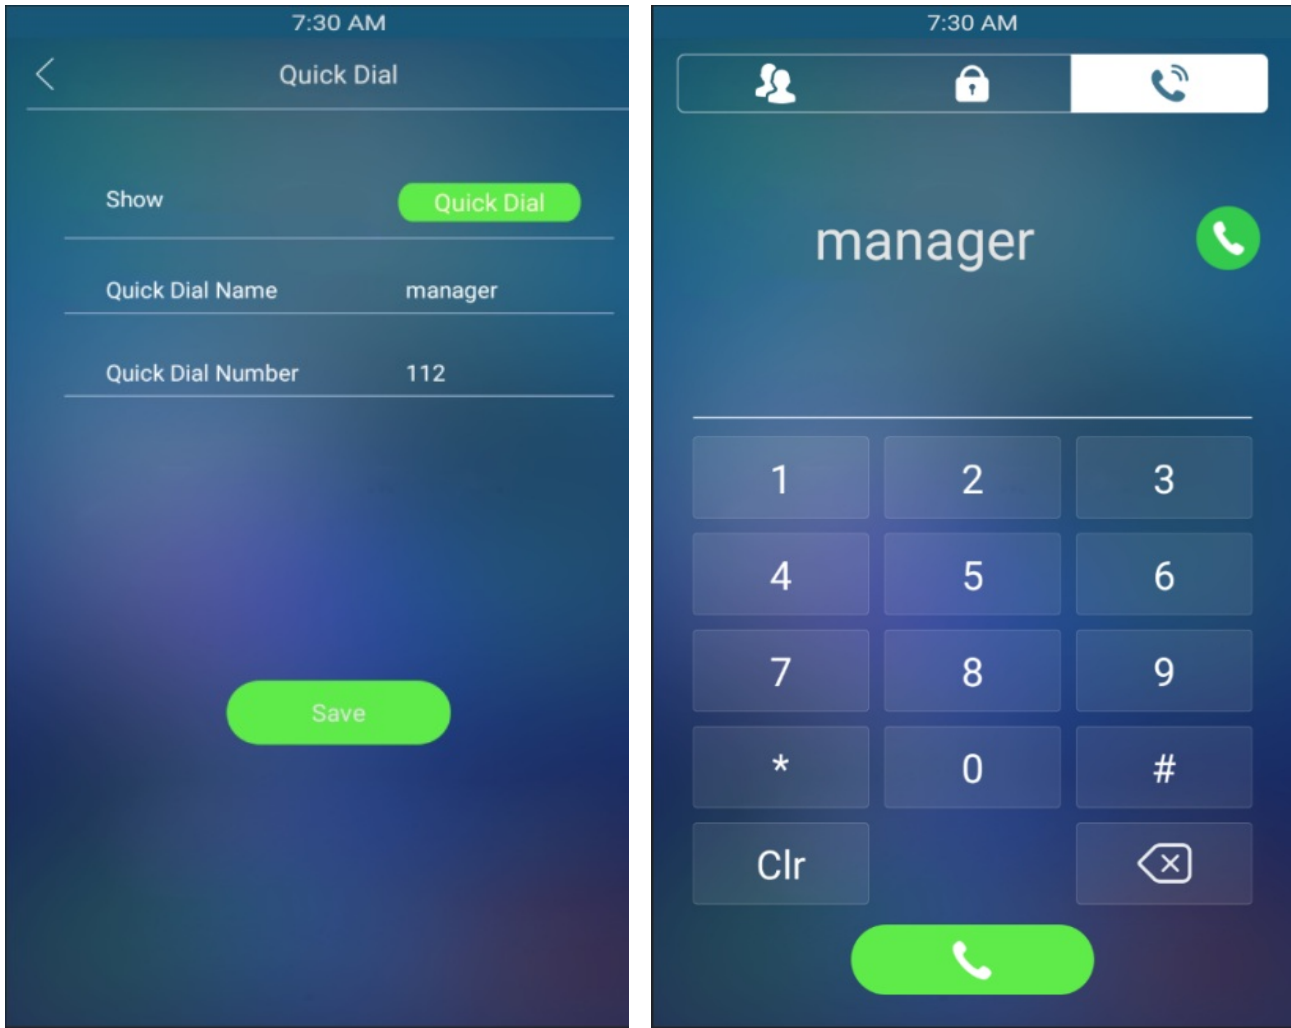 7:30 AM
Quick Dial
Show
Quick Dial
Quick Dial Name manager
Quick Dial Number 112
Save
7:30 AM
manager
1 2 3
4 5 6
7 8 9
* 0 #
Clr